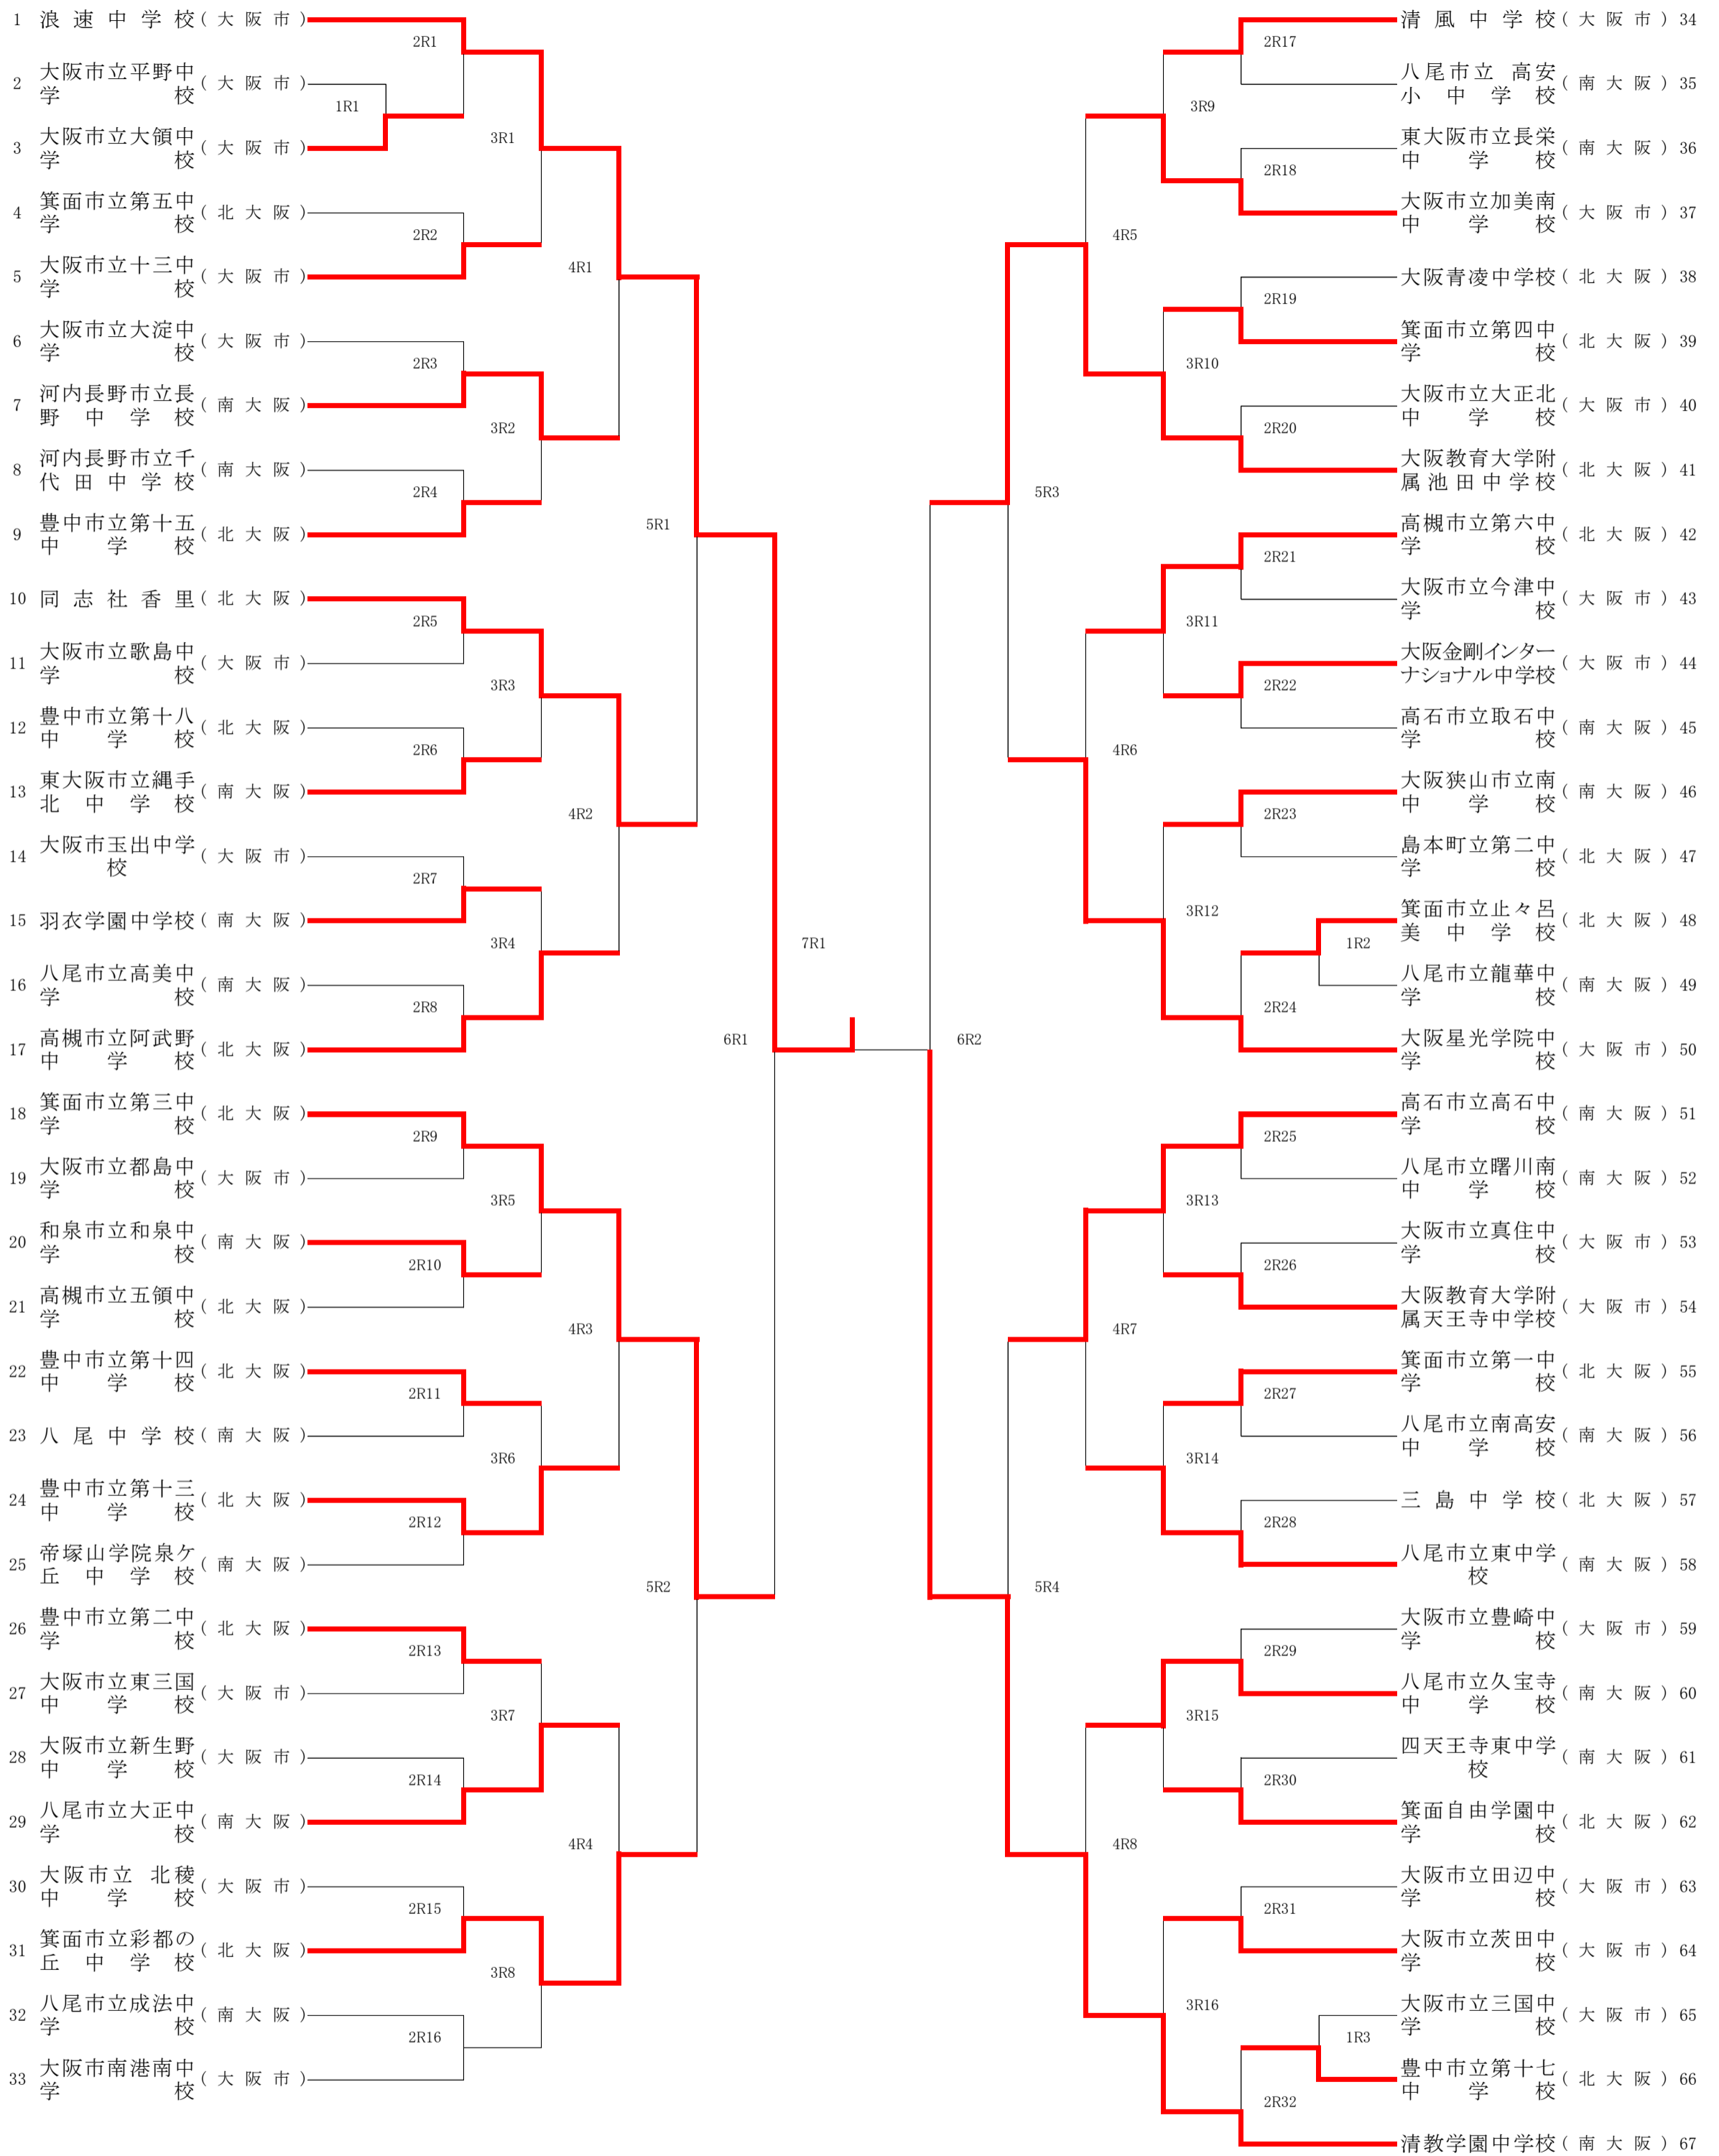 1 浪速中学校(大阪市)
2R1
2 大阪市立平野中
学校(大阪市)
1R1
3 大阪市立大領中
学校(大阪市)
3R1
4 箕面市立第五中
学校(北大阪)
2R2
5 大阪市立十三中
学校(大阪市)
4R1
6 大阪市立大淀中
学校(大阪市)
2R3
7 河内長野市立長
野中学校(南大阪)
3R2
8 河内長野市立千
代田中学校(南大阪)
2R4
9 豊中市立第十五
中学校(北大阪)
5R1
10 同志社香里(北大阪)
2R5
11 大阪市立歌島中
学校(大阪市)
3R3
12 豊中市立第十八
中学校(北大阪)
2R6
13 東大阪市立縄手
北中学校(南大阪)
4R2
14 大阪市玉出中学
校(大阪市)
2R7
15 羽衣学園中学校(南大阪)
3R4
16 八尾市立高美中
学校(南大阪)
2R8
17 高槻市立阿武野
中学校(北大阪)
6R1
18 箕面市立第三中
学校(北大阪)
2R9
19 大阪市立都島中
学校(大阪市)
3R5
20 和泉市立和泉中
学校(南大阪)
2R10
21 高槻市立五領中
学校(北大阪)
4R3
22 豊中市立第十四
中学校(北大阪)
2R11
23 八尾中学校(南大阪)
3R6
24 豊中市立第十三
中学校(北大阪)
2R12
25 帝塚山学院泉ケ
丘中学校(南大阪)
5R2
26 豊中市立第二中
学校(北大阪)
2R13
27 大阪市立東三国
中学校(大阪市)
3R7
28 大阪市立新生野
中学校(大阪市)
2R14
29 八尾市立大正中
学校(南大阪)
4R4
30 大阪市立 北稜
中学校(大阪市)
2R15
31 箕面市立彩都の
丘中学校(北大阪)
3R8
32 八尾市立成法中
学校(南大阪)
2R16
33 大阪市南港南中
学校(大阪市)
7R1
清風中学校(大阪市) 34
2R17
八尾市立 高安
小中学校(南大阪) 35
3R9
東大阪市立長栄
中学校(南大阪) 36
2R18
大阪市立加美南
中学校(大阪市) 37
4R5
大阪青凌中学校(北大阪) 38
2R19
箕面市立第四中
学校(北大阪) 39
3R10
大阪市立大正北
中学校(大阪市) 40
2R20
大阪教育大学附
属池田中学校(北大阪) 41
5R3
高槻市立第六中
学校(北大阪) 42
2R21
大阪市立今津中
学校(大阪市) 43
3R11
大阪金剛インター
ナショナル中学校(大阪市) 44
2R22
高石市立取石中
学校(南大阪) 45
4R6
大阪狭山市立南
中学校(南大阪) 46
2R23
島本町立第二中
学校(北大阪) 47
3R12
箕面市立止々呂
美中学校(北大阪) 48
1R2
八尾市立龍華中
学校(南大阪) 49
2R24
大阪星光学院中
学校(大阪市) 50
6R2
高石市立高石中
学校(南大阪) 51
2R25
八尾市立曙川南
中学校(南大阪) 52
3R13
大阪市立真住中
学校(大阪市) 53
2R26
大阪教育大学附
属天王寺中学校(大阪市) 54
4R7
箕面市立第一中
学校(北大阪) 55
2R27
八尾市立南高安
中学校(南大阪) 56
3R14
三島中学校(北大阪) 57
2R28
八尾市立東中学
校(南大阪) 58
5R4
大阪市立豊崎中
学校(大阪市) 59
2R29
八尾市立久宝寺
中学校(南大阪) 60
3R15
四天王寺東中学
校(南大阪) 61
2R30
箕面自由学園中
学校(北大阪) 62
4R8
大阪市立田辺中
学校(大阪市) 63
2R31
大阪市立茨田中
学校(大阪市) 64
3R16
大阪市立三国中
学校(大阪市) 65
1R3
豊中市立第十七
中学校(北大阪) 66
2R32
清教学園中学校(南大阪) 67